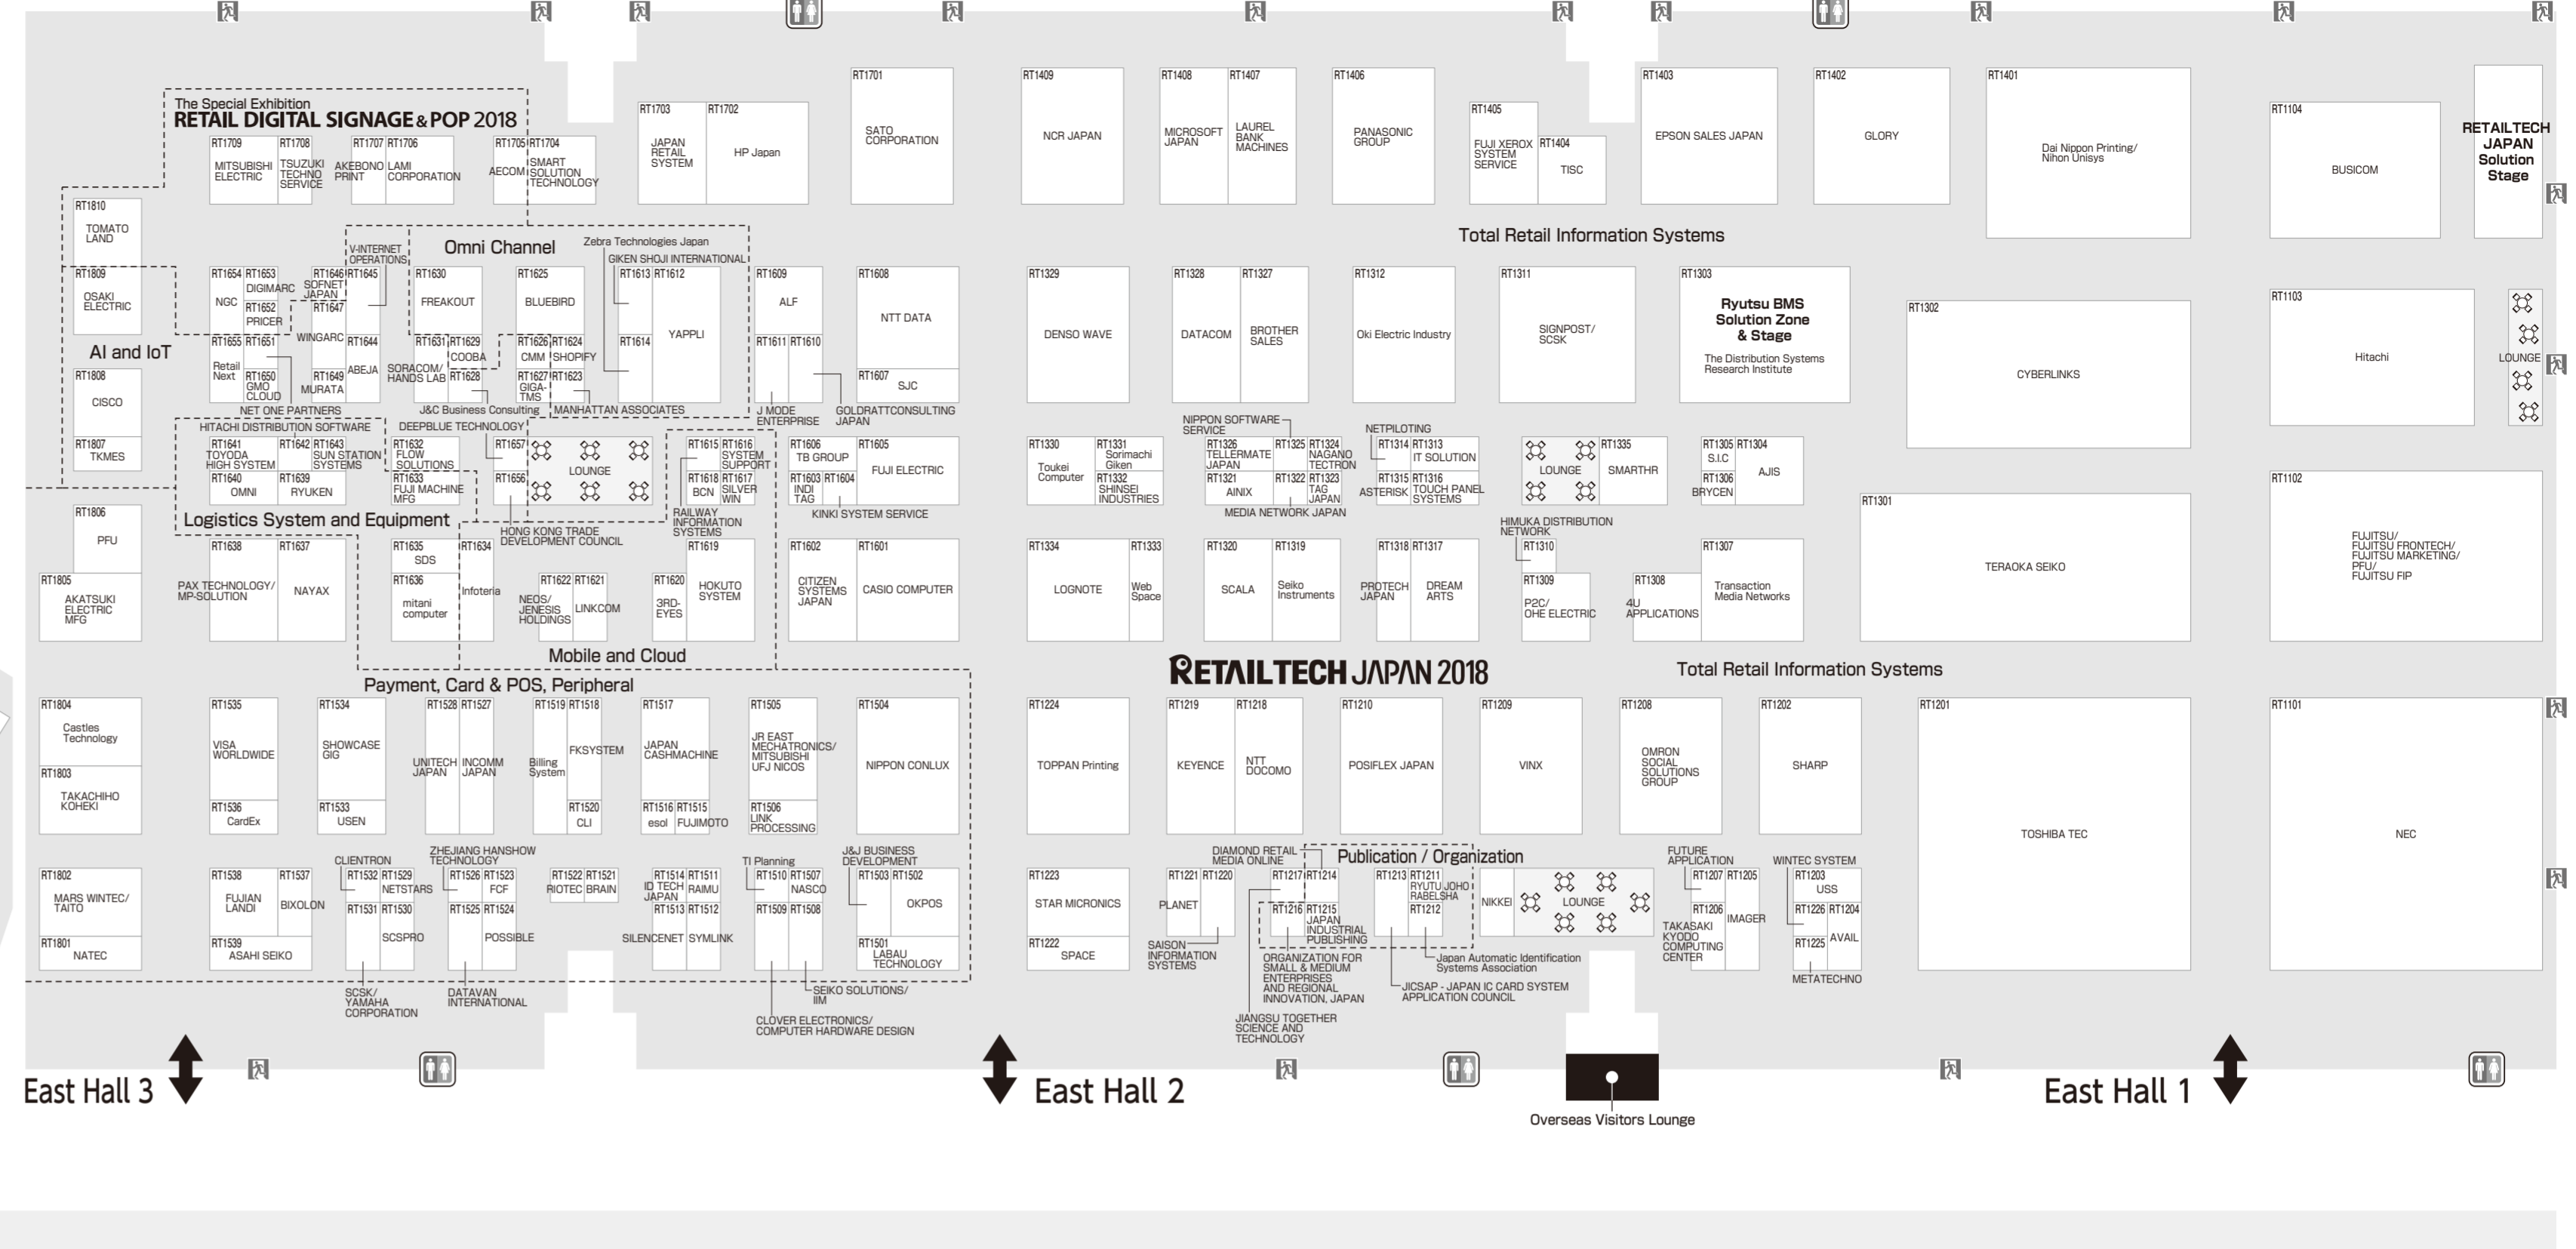 The Special Exhibition
RETAIL DIGITAL SIGNAGE & POP 2018
RT1709
MITSUBISHI
ELECTRIC
RT1708
TSUZUKI
TECHNO
SERVICE
RT1707
AKEBONO
PRINT
RT1706
LAMI
CORPORATION
RT1705
AECOM
RT1704
SMART
SOLUTION
TECHNOLOGY
RT1703
JAPAN
RETAIL
SYSTEM
RT1702
HP Japan
RT1701
SATO
CORPORATION
RT1409
NCR JAPAN
RT1408
MICROSOFT
JAPAN
RT1407
LAUREL
BANK
MACHINES
RT1406
PANASONIC
GROUP
RT1405
FUJI XEROX
SYSTEM
SERVICE
RT1404
TISC
RT1403
EPSON SALES JAPAN
RT1402
GLORY
RT1401
Dai Nippon Printing/
Nihon Unisys
RT1104
BUSICOM
RETAILTECH
JAPAN
Solution
Stage
RT1810
TOMATO
LAND
RT1809
OSAKI
ELECTRIC
AI and IoT
RT1808
CISCO
RT1807
TKMES
RT1806
PFU
RT1805
AKATSUKI
ELECTRIC
MFG
RT1654
NGC
RT1653
DIGIMARC
RT1652
PRICER
RT1655
Retail
Next
RT1651
RT1650
GMO
CLOUD
NET ONE PARTNERS
RT1646
SOFNET
JAPAN
RT1645
V-INTERNET
OPERATIONS
RT1647
WINGARC
RT1644
ABEJA
RT1649
MURATA
Omni Channel
RT1630
FREAKOUT
RT1631
SORACOM/
HANDS LAB
RT1629
COOBA
RT1628
J&C Business Consulting
RT1625
BLUEBIRD
RT1626
CMM
RT1624
SHOPIFY
RT1627
GIGA-
TMS
RT1623
MANHATTAN ASSOCIATES
Zebra Technologies Japan
GIKEN SHOJI INTERNATIONAL
RT1613
RT1612
YAPPLI
RT1614
RT1609
ALF
RT1611
RT1610
J MODE
ENTERPRISE
GOLDRATTCONSULTING
JAPAN
RT1608
NTT DATA
RT1607
SJC
Total Retail Information Systems
RT1329
DENSO WAVE
RT1328
DATACOM
RT1327
BROTHER
SALES
RT1312
Oki Electric Industry
RT1311
SIGNPOST/
SCSK
RT1303
Ryutsu BMS
Solution Zone
& Stage
The Distribution Systems
Research Institute
RT1302
CYBERLINKS
RT1103
Hitachi
LOUNGE
HITACHI DISTRIBUTION SOFTWARE
RT1641
TOYODA
HIGH SYSTEM
RT1642
RT1643
SUN STATION
SYSTEMS
RT1640
OMNI
RT1639
RYUKEN
Logistics System and Equipment
RT1632
FLOW
SOLUTIONS
RT1633
FUJI MACHINE
MFG
DEEPBLUE TECHNOLOGY
RT1657
RT1656
LOUNGE
HONG KONG TRADE
DEVELOPMENT COUNCIL
RT1615
RT1616
SYSTEM
SUPPORT
RT1618
BCN
RT1617
SILVER
WIN
RAILWAY
INFORMATION
SYSTEMS
RT1606
TB GROUP
RT1605
FUJI ELECTRIC
RT1603
INDI
TAG
RT1604
KINKI SYSTEM SERVICE
RT1330
Toukei
Computer
RT1331
Sorimachi
Giken
RT1332
SHINSEI
INDUSTRIES
NIPPON SOFTWARE
SERVICE
RT1326
TELLERMATE
JAPAN
RT1325
RT1324
NAGANO
TECTRON
RT1321
AINIX
RT1322
RT1323
TAG
JAPAN
MEDIA NETWORK JAPAN
NETPILOTING
RT1314
RT1313
IT SOLUTION
RT1315
ASTERISK
RT1316
TOUCH PANEL
SYSTEMS
LOUNGE
RT1335
SMARTHR
RT1305
S.I.C
RT1304
AJIS
RT1306
BRYCEN
RT1301
TERAOKA SEIKO
RT1102
FUJITSU/
FUJITSU FRONTECH/
FUJITSU MARKETING/
PFU/
FUJITSU FIP
RT1638
PAX TECHNOLOGY/
MP-SOLUTION
RT1637
NAYAX
RT1635
SDS
RT1636
mitani
computer
RT1634
Infoteria
RT1622
NEOS/
JENESIS
HOLDINGS
RT1621
LINKCOM
RT1620
3RD-
EYES
RT1619
HOKUTO
SYSTEM
Mobile and Cloud
RT1602
CITIZEN
SYSTEMS
JAPAN
RT1601
CASIO COMPUTER
RT1334
LOGNOTE
RT1333
Web
Space
RT1320
SCALA
RT1319
Seiko
Instruments
RT1318
PROTECH
JAPAN
RT1317
DREAM
ARTS
HIMUKA DISTRIBUTION
NETWORK
RT1310
RT1309
P2C/
OHE ELECTRIC
RT1308
4U
APPLICATIONS
RT1307
Transaction
Media Networks
RETAILTECH JAPAN 2018
Total Retail Information Systems
Payment, Card & POS, Peripheral
RT1804
Castles
Technology
RT1803
TAKACHIHO
KOHEKI
RT1535
VISA
WORLDWIDE
RT1536
CardEx
RT1534
SHOWCASE
GIG
RT1533
USEN
RT1528
UNITECH
JAPAN
RT1527
INCOMM
JAPAN
RT1519
Billing
System
RT1518
FKSYSTEM
RT1520
CLI
RT1517
JAPAN
CASHMACHINE
RT1516
esol
RT1515
FUJIMOTO
RT1505
JR EAST
MECHATRONICS/
MITSUBISHI
UFJ NICOS
RT1506
LINK
PROCESSING
RT1504
NIPPON CONLUX
RT1224
TOPPAN Printing
RT1219
KEYENCE
RT1218
NTT
DOCOMO
RT1210
POSIFLEX JAPAN
RT1209
VINX
RT1208
OMRON
SOCIAL
SOLUTIONS
GROUP
RT1202
SHARP
RT1201
TOSHIBA TEC
RT1101
NEC
RT1802
MARS WINTEC/
TAITO
RT1801
NATEC
RT1538
FUJIAN
LANDI
RT1537
BIXOLON
RT1539
ASAHI SEIKO
CLIENTRON
RT1532
RT1529
NETSTARS
RT1531
RT1530
SCSPRO
SCSK/
YAMAHA
CORPORATION
ZHEJIANG HANSHOW
TECHNOLOGY
RT1526
RT1523
FCF
RT1525
RT1524
POSSIBLE
DATAVAN
INTERNATIONAL
RT1522
RIOTEC
RT1521
BRAIN
RT1514
ID TECH
JAPAN
RT1511
RAIMU
RT1513
SILENCENET
RT1512
SYMLINK
TI Planning
RT1510
RT1507
NASCO
RT1509
RT1508
SEIKO SOLUTIONS/
IIM
CLOVER ELECTRONICS/
COMPUTER HARDWARE DESIGN
J&J BUSINESS
DEVELOPMENT
RT1503
RT1502
OKPOS
RT1501
LABAU
TECHNOLOGY
RT1223
STAR MICRONICS
RT1222
SPACE
RT1221
PLANET
RT1220
SAISON
INFORMATION
SYSTEMS
DIAMOND RETAIL
MEDIA ONLINE
Publication / Organization
RT1217
RT1214
RT1216
RT1215
JAPAN
INDUSTRIAL
PUBLISHING
ORGANIZATION FOR
SMALL & MEDIUM
ENTERPRISES
AND REGIONAL
INNOVATION, JAPAN
JIANGSU TOGETHER
SCIENCE AND
TECHNOLOGY
RT1213
RT1211
RYUTU JOHO
RABELSHA
RT1212
Japan Automatic Identification
Systems Association
JICSAP - JAPAN IC CARD SYSTEM
APPLICATION COUNCIL
NIKKEI
LOUNGE
FUTURE
APPLICATION
RT1207
RT1205
IMAGER
RT1206
TAKASAKI
KYODO
COMPUTING
CENTER
WINTEC SYSTEM
RT1203
USS
RT1226
RT1204
AVAIL
RT1225
METATECHNO
East Hall 3
East Hall 2
East Hall 1
Overseas Visitors Lounge